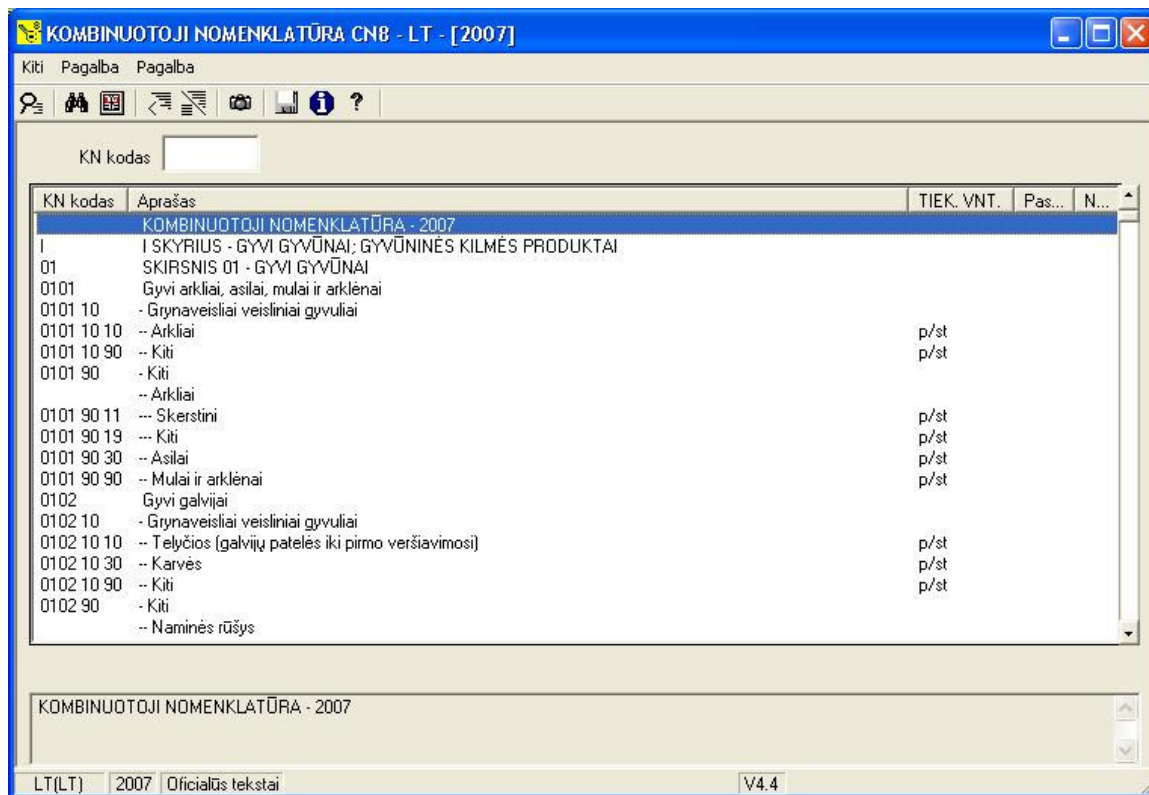 KOMBINUOTOJI NOMENKLATŪRA CN8 - LT - [2007]
Kiti Pagalba Pagalba
KN kodas
KN kodas Aprašas TIEK. VNT. Pas... N...
KOMBINUOTOJI NOMENKLATŪRA - 2007
I I SKYRIUS - GYVI GYVŪNAI; GYVŪNINĖS KILMĖS PRODUKTAI
01 SKIRSNIS 01 - GYVI GYVŪNAI
0101 Gyvi arkliai, asilai, mulai ir arklėnai
0101 10 - Grynaveisliai veisliniai gyvuliai
0101 10 10 -- Arkliai p/st
0101 10 90 -- Kiti p/st
0101 90 - Kiti
-- Arkliai
0101 90 11 --- Skerstini p/st
0101 90 19 --- Kiti p/st
0101 90 30 -- Asilai p/st
0101 90 90 -- Mulai ir arklėnai p/st
0102 Gyvi galvijai
0102 10 - Grynaveisliai veisliniai gyvuliai
0102 10 10 -- Telyčios (galvijų patelės iki pirmo veršiavimosi) p/st
0102 10 30 -- Karvės p/st
0102 10 90 -- Kiti p/st
0102 90 - Kiti
-- Naminės rūšys
KOMBINUOTOJI NOMENKLATŪRA - 2007
LT(LT) 2007 Oficialūs tekstai V4.4